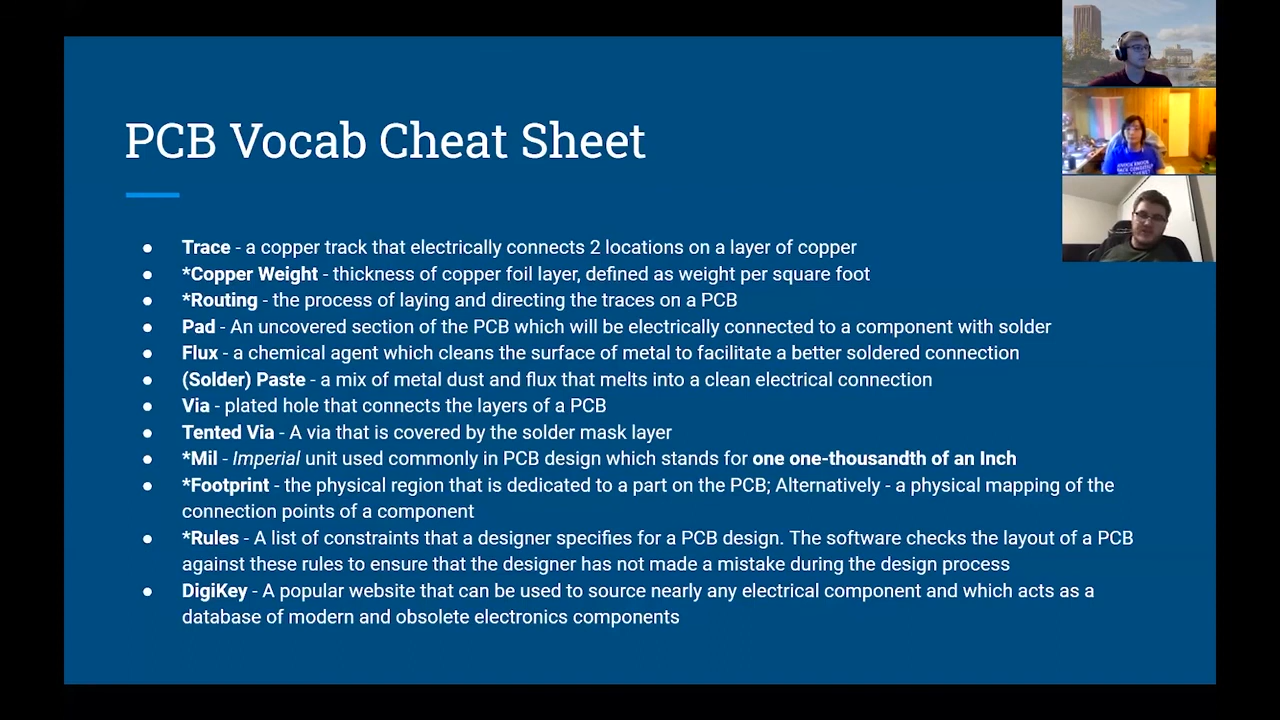 PCB Vocab Cheat Sheet
● Trace - a copper track that electrically connects 2 locations on a layer of copper
● *Copper Weight - thickness of copper foil layer, defined as weight per square foot
● *Routing - the process of laying and directing the traces on a PCB
● Pad - An uncovered section of the PCB which will be electrically connected to a component with solder
● Flux - a chemical agent which cleans the surface of metal to facilitate a better soldered connection
● (Solder) Paste - a mix of metal dust and flux that melts into a clean electrical connection
● Via - plated hole that connects the layers of a PCB
● Tented Via - A via that is covered by the solder mask layer
● *Mil - Imperial unit used commonly in PCB design which stands for one one-thousandth of an Inch
● *Footprint - the physical region that is dedicated to a part on the PCB; Alternatively - a physical mapping of the
connection points of a component
● *Rules - A list of constraints that a designer specifies for a PCB design. The software checks the layout of a PCB
against these rules to ensure that the designer has not made a mistake during the design process
● DigiKey - A popular website that can be used to source nearly any electrical component and which acts as a
database of modern and obsolete electronics components
KNOCK KNOCK